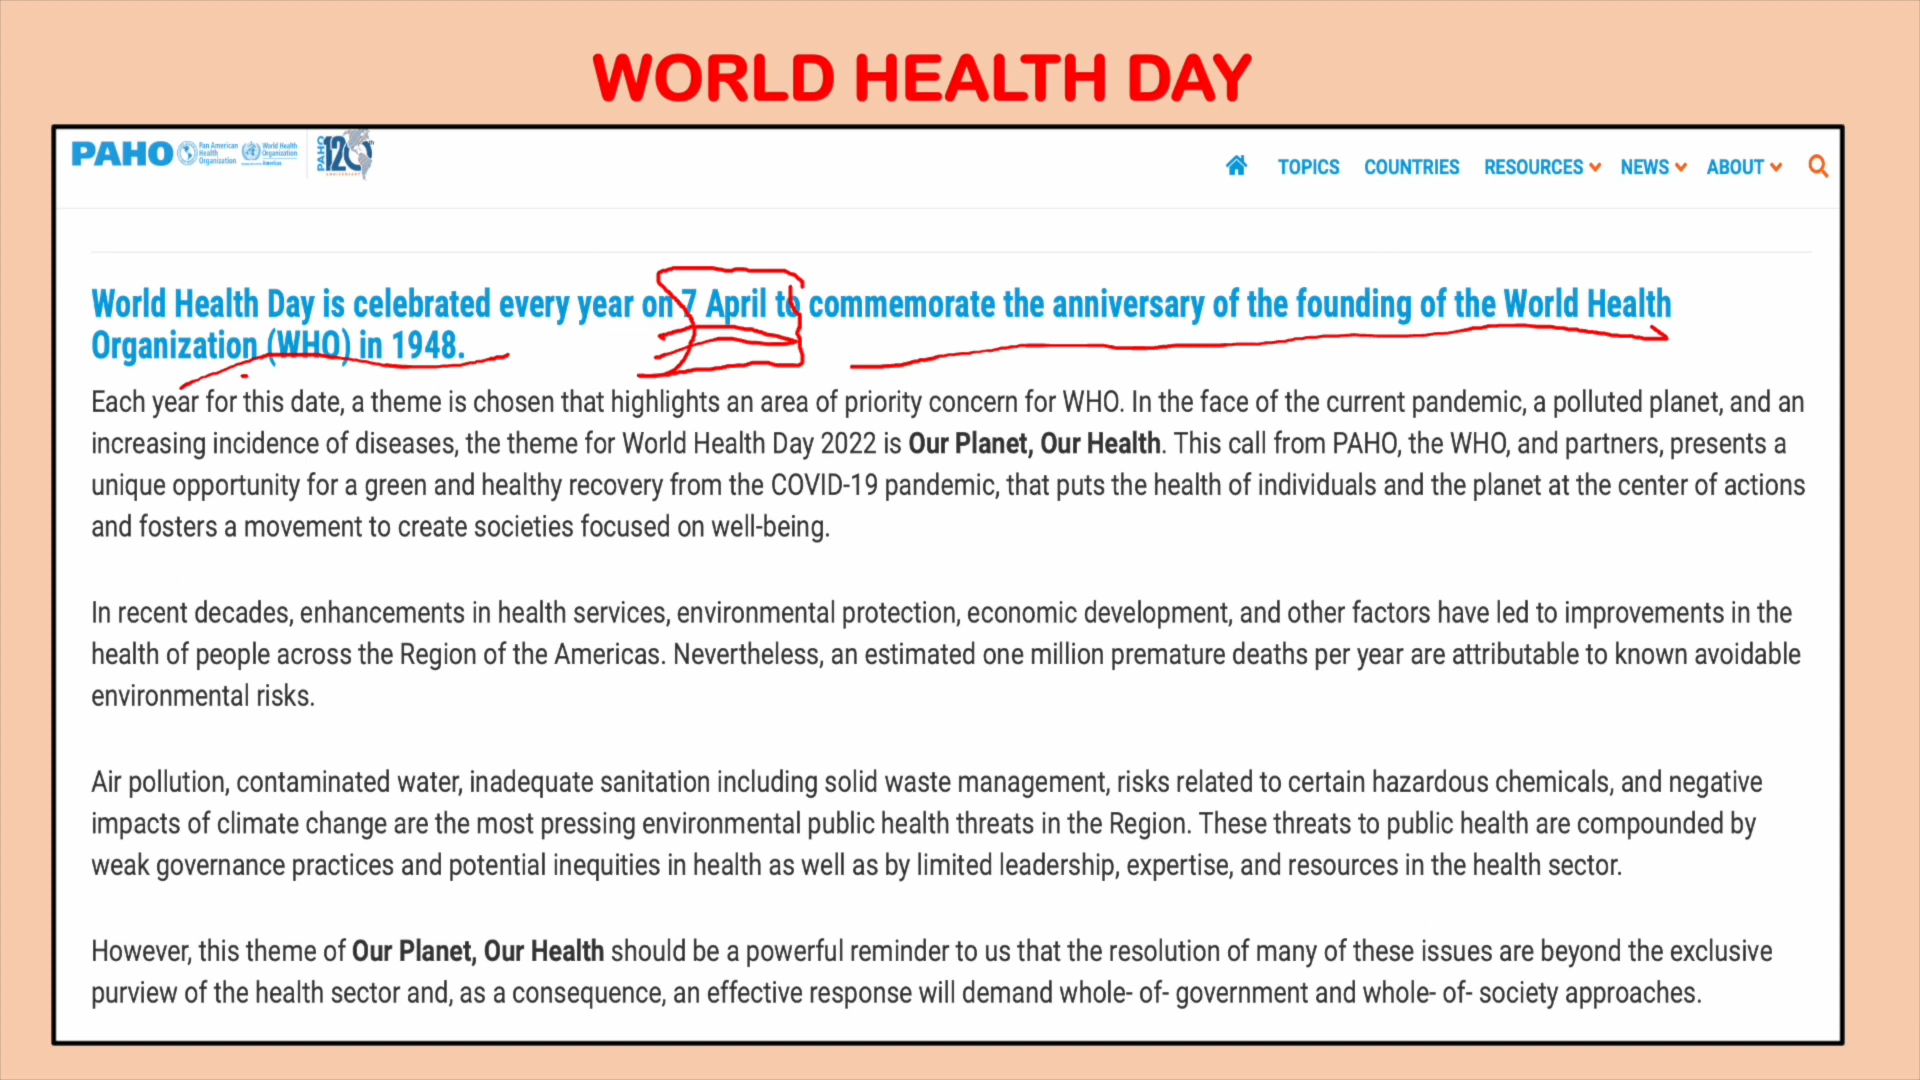 WORLD HEALTH DAY
PAHO Pan American Health Organization World Health Organization Americas PAHO 120
TOPICS COUNTRIES RESOURCES NEWS ABOUT
World Health Day is celebrated every year on 7 April to commemorate the anniversary of the founding of the World Health
Organization (WHO) in 1948.
Each year for this date, a theme is chosen that highlights an area of priority concern for WHO. In the face of the current pandemic, a polluted planet, and an
increasing incidence of diseases, the theme for World Health Day 2022 is Our Planet, Our Health. This call from PAHO, the WHO, and partners, presents a
unique opportunity for a green and healthy recovery from the COVID-19 pandemic, that puts the health of individuals and the planet at the center of actions
and fosters a movement to create societies focused on well-being.
In recent decades, enhancements in health services, environmental protection, economic development, and other factors have led to improvements in the
health of people across the Region of the Americas. Nevertheless, an estimated one million premature deaths per year are attributable to known avoidable
environmental risks.
Air pollution, contaminated water, inadequate sanitation including solid waste management, risks related to certain hazardous chemicals, and negative
impacts of climate change are the most pressing environmental public health threats in the Region. These threats to public health are compounded by
weak governance practices and potential inequities in health as well as by limited leadership, expertise, and resources in the health sector.
However, this theme of Our Planet, Our Health should be a powerful reminder to us that the resolution of many of these issues are beyond the exclusive
purview of the health sector and, as a consequence, an effective response will demand whole- of- government and whole- of- society approaches.